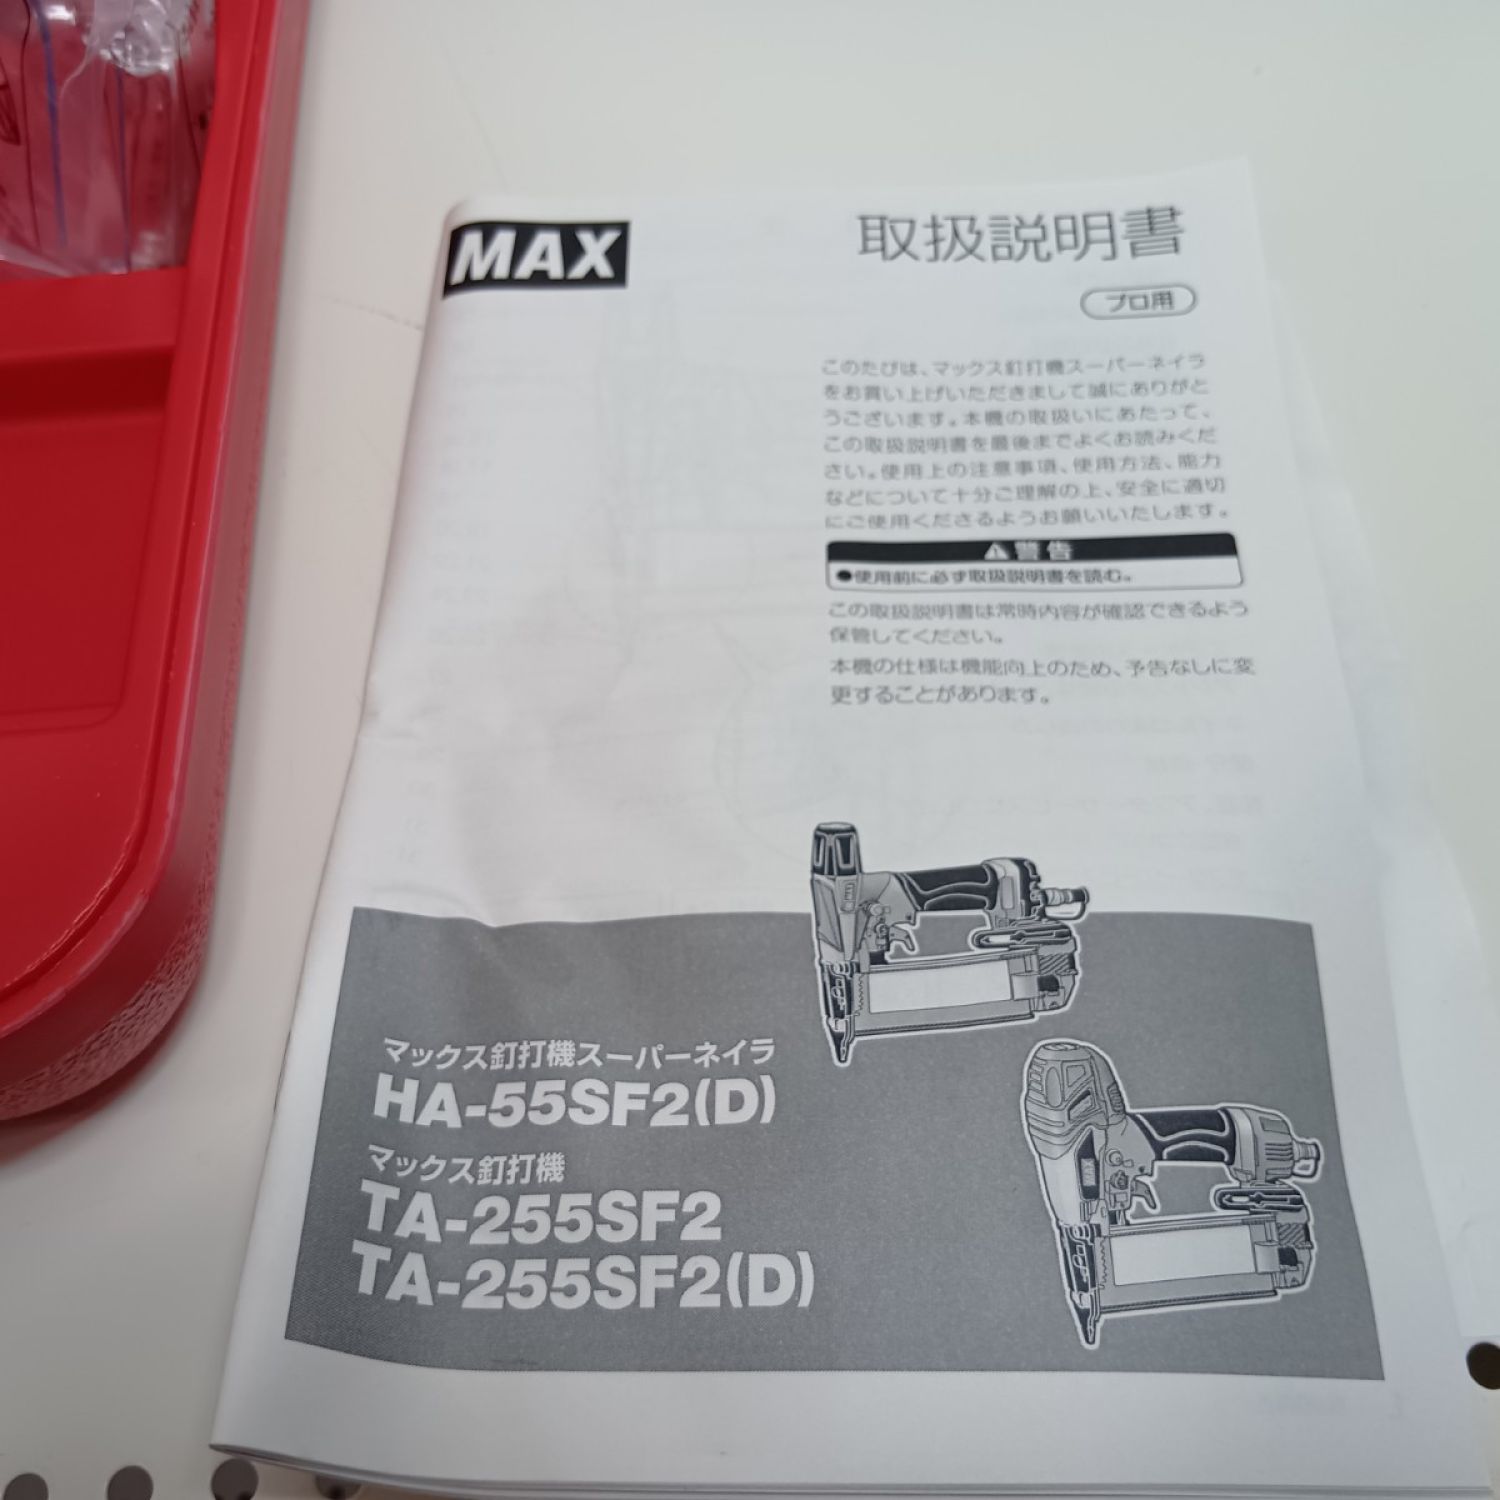 MAX
取扱説明書
プロ用
このたびは、マックス釘打機スーパーネイラ
をお買い上げいただきまして誠にありがと
うございます。本機の取扱いにあたって、
この取扱説明書を最後までよくお読みくだ
さい。使用上の注意事項、使用方法、能力
などについて十分ご理解の上、安全に適切
にご使用くださるようお願いいたします。
⚠警告
●使用前に必ず取扱説明書を読む。
この取扱説明書は常時内容が確認できるよう
保管してください。
本機の仕様は機能向上のため、予告なしに変
更することがあります。
マックス釘打機スーパーネイラ
HA-55SF2(D)
マックス釘打機
TA-255SF2
TA-255SF2(D)
MAX